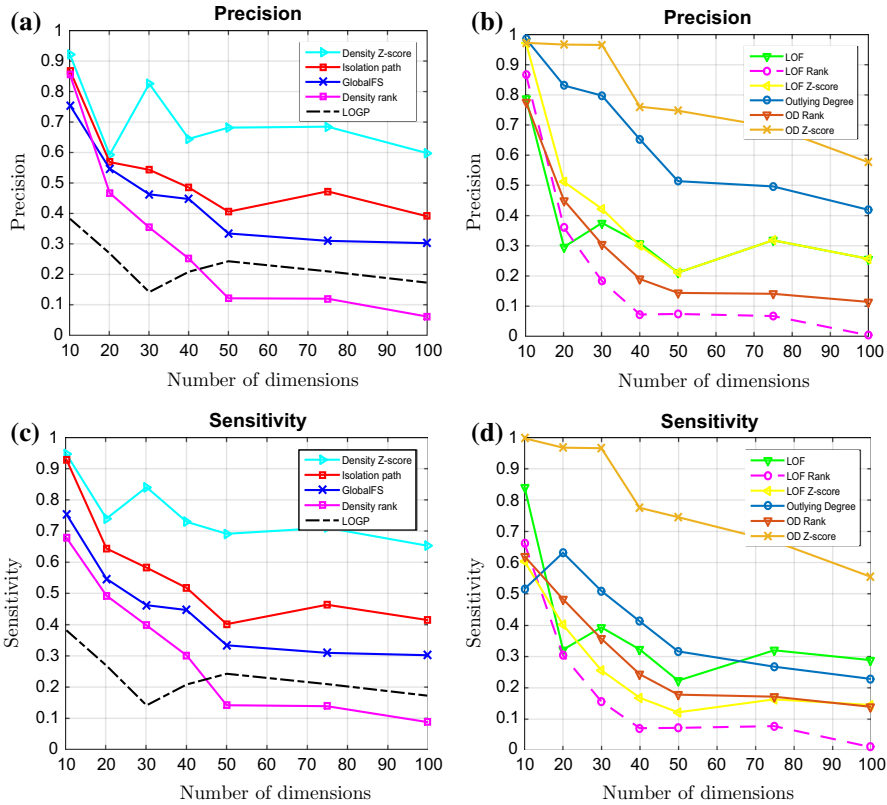 (a)
Precision
Precision
1
0.9
0.8
0.7
0.6
0.5
0.4
0.3
0.2
0.1
0
Density Z-score
Isolation path
GlobalFS
Density rank
LOGP
10 20 30 40 50 60 70 80 90 100
Number of dimensions
(b)
Precision
Precision
1
0.9
0.8
0.7
0.6
0.5
0.4
0.3
0.2
0.1
0
LOF
LOF Rank
LOF Z-score
Outlying Degree
OD Rank
OD Z-score
10 20 30 40 50 60 70 80 90 100
Number of dimensions
(c)
Sensitivity
Sensitivity
1
0.9
0.8
0.7
0.6
0.5
0.4
0.3
0.2
0.1
0
Density Z-score
Isolation path
GlobalFS
Density rank
LOGP
10 20 30 40 50 60 70 80 90 100
Number of dimensions
(d)
Sensitivity
Sensitivity
1
0.9
0.8
0.7
0.6
0.5
0.4
0.3
0.2
0.1
0
LOF
LOF Rank
LOF Z-score
Outlying Degree
OD Rank
OD Z-score
10 20 30 40 50 60 70 80 90 100
Number of dimensions